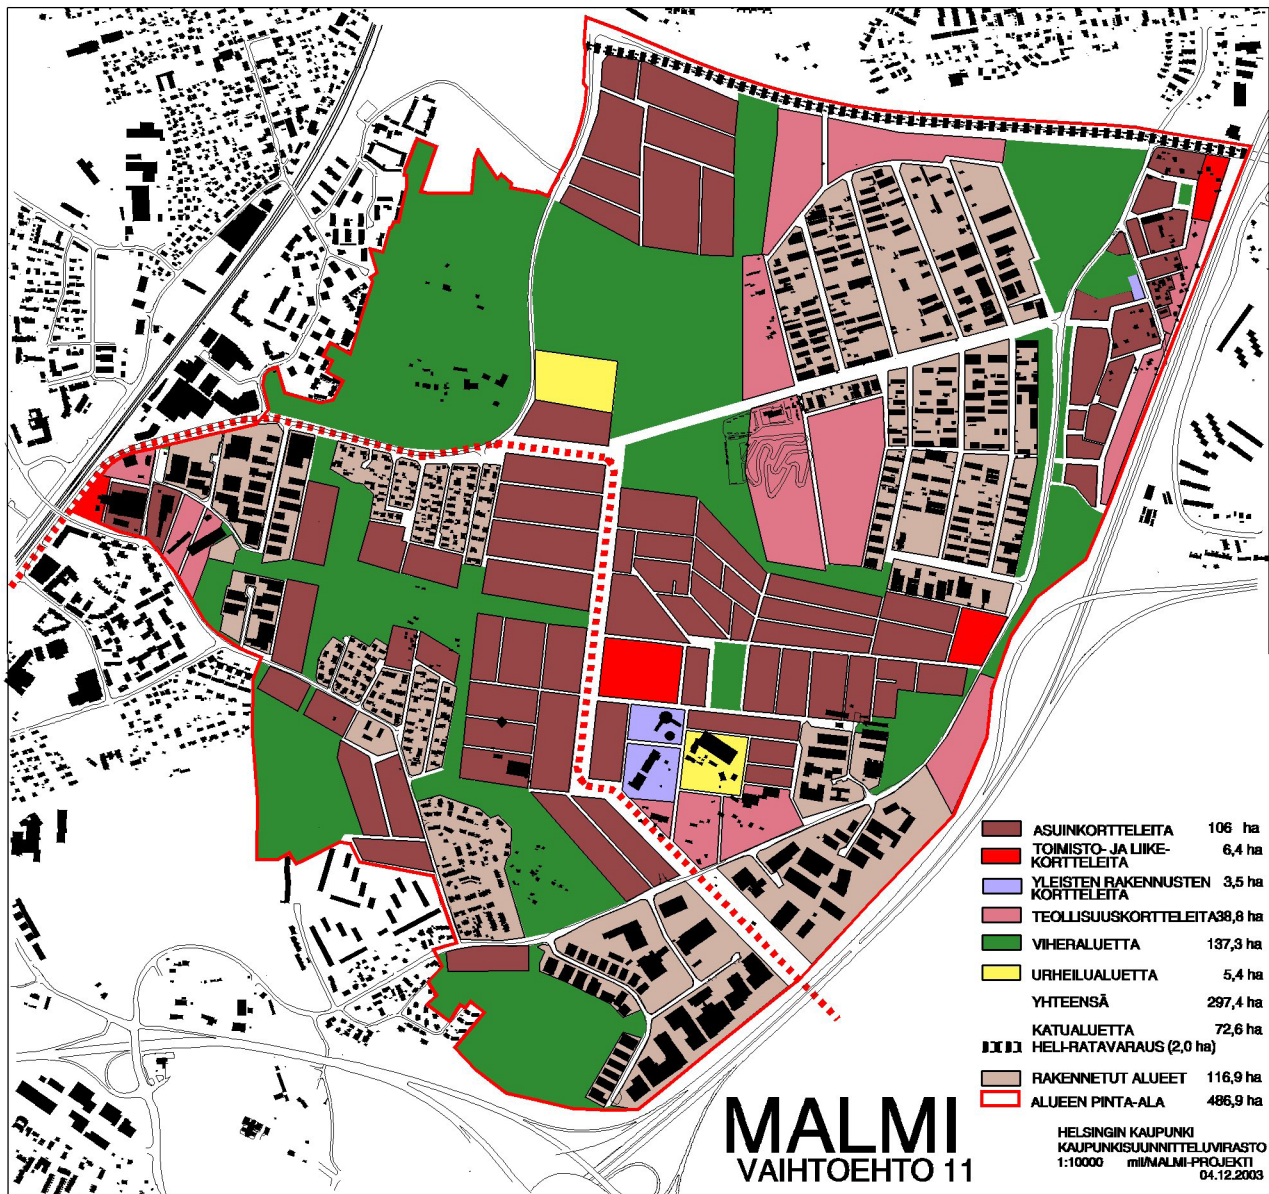 ASUINKORTTELEITA 106 ha
TOIMISTO- JA LIIKE-
KORTTELEITA 6,4 ha
YLEISTEN RAKENNUSTEN
KORTTELEITA 3,5 ha
TEOLLISUUSKORTTELEITA 38,8 ha
VIHERALUETTA 137,3 ha
URHEILUALUETTA 5,4 ha
YHTEENSÄ 297,4 ha
KATUALUETTA 72,6 ha
HELI-RATAVARAUS (2,0 ha)
RAKENNETUT ALUEET 116,9 ha
ALUEEN PINTA-ALA 486,9 ha
MALMI
VAIHTOEHTO 11
HELSINGIN KAUPUNKI
KAUPUNKISUUNNITTELUVIRASTO
1:10000 mil/MALMI-PROJEKTI
04.12.2003